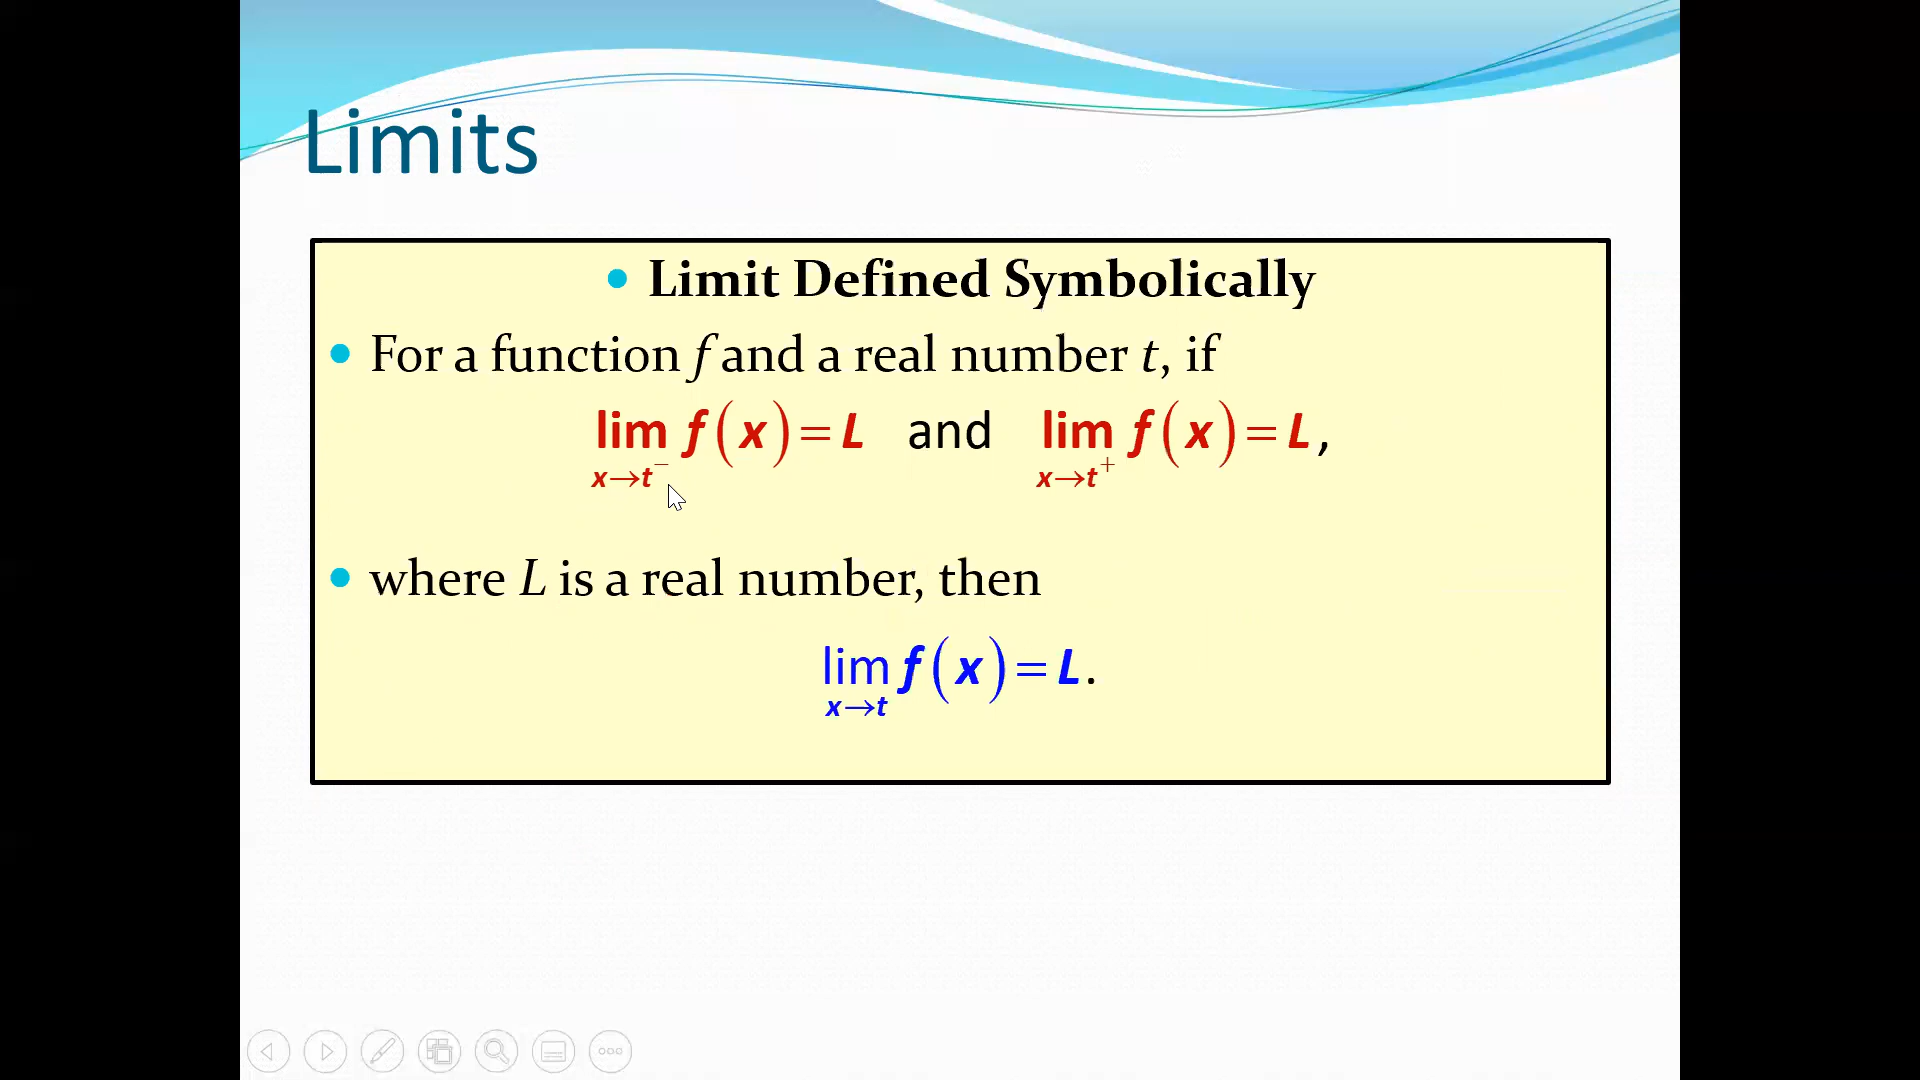 Limits
• Limit Defined Symbolically
• For a function f and a real number t, if
lim x→t⁻ f(x) = L and lim x→t⁺ f(x) = L,
• where L is a real number, then
lim x→t f(x) = L.